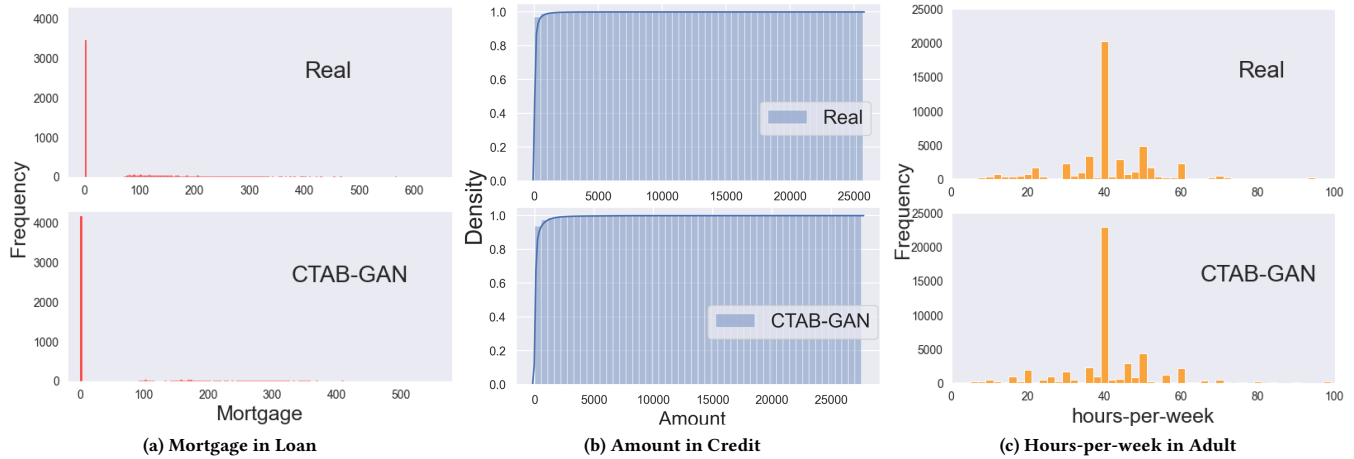 4000
3000
2000
1000
0
Real
0 100 200 300 400 500 600
4000
3000
2000
1000
0
CTAB-GAN
0 100 200 300 400 500
Frequency
Mortgage
(a) Mortgage in Loan
1.0
0.8
0.6
0.4
0.2
0.0
Real
0 5000 10000 15000 20000 25000
1.0
0.8
0.6
0.4
0.2
0.0
CTAB-GAN
0 5000 10000 15000 20000 25000
Density
Amount
(b) Amount in Credit
25000
20000
15000
10000
5000
0
Real
0 20 40 60 80 100
25000
20000
15000
10000
5000
0
CTAB-GAN
0 20 40 60 80 100
Frequency
hours-per-week
(c) Hours-per-week in Adult